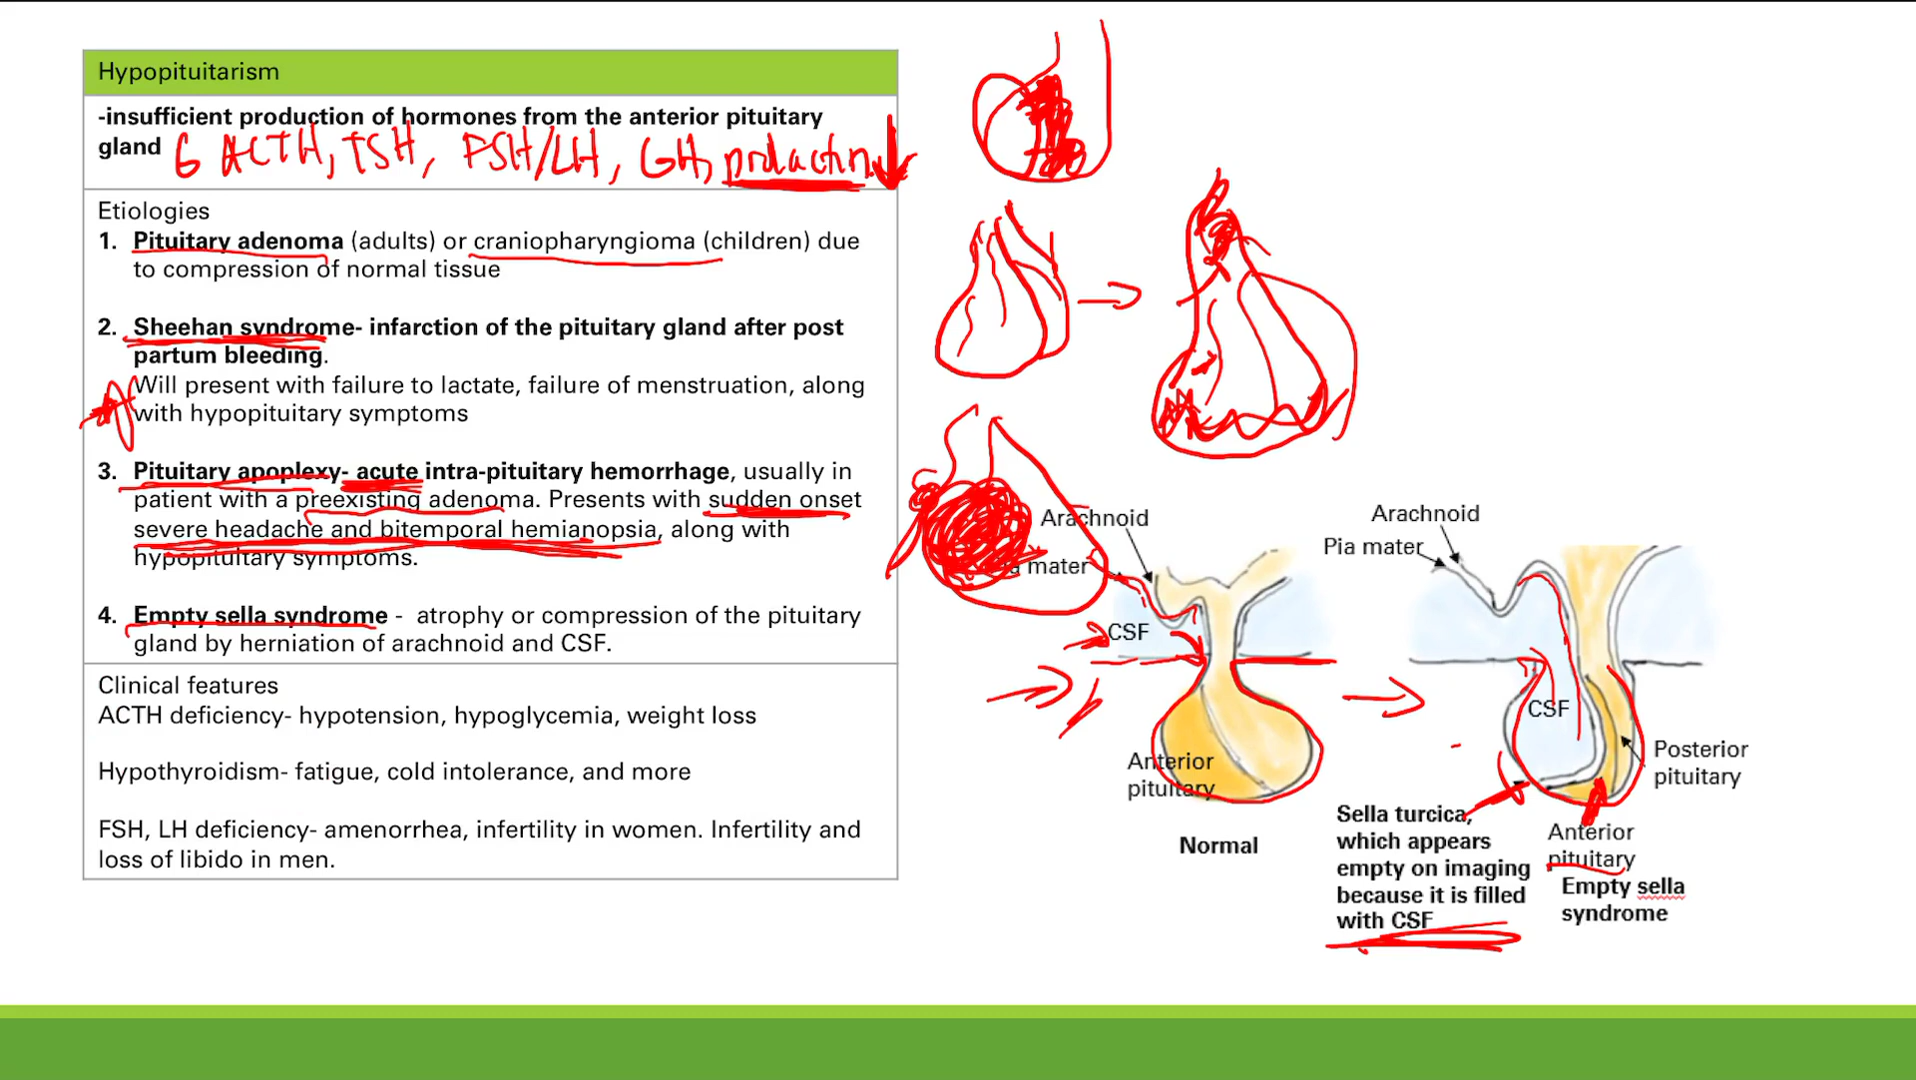 Hypopituitarism
-insufficient production of hormones from the anterior pituitary
gland 6 ACTH, TSH, FSH/LH, GH, prolactin
Etiologies
1. Pituitary adenoma (adults) or craniopharyngioma (children) due
to compression of normal tissue
2. Sheehan syndrome- infarction of the pituitary gland after post
partum bleeding.
Will present with failure to lactate, failure of menstruation, along
with hypopituitary symptoms
3. Pituitary apoplexy- acute intra-pituitary hemorrhage, usually in
patient with a preexisting adenoma. Presents with sudden onset
severe headache and bitemporal hemianopsia, along with
hypopituitary symptoms.
4. Empty sella syndrome - atrophy or compression of the pituitary
gland by herniation of arachnoid and CSF.
Clinical features
ACTH deficiency- hypotension, hypoglycemia, weight loss
Hypothyroidism- fatigue, cold intolerance, and more
FSH, LH deficiency- amenorrhea, infertility in women. Infertility and
loss of libido in men.
Arachnoid
mater
CSF
Anterior
pituitary
Normal
Arachnoid
Pia mater
CSF
Posterior
pituitary
Sella turcica,
which appears
empty on imaging
because it is filled
with CSF
Anterior
pituitary
Empty sella
syndrome